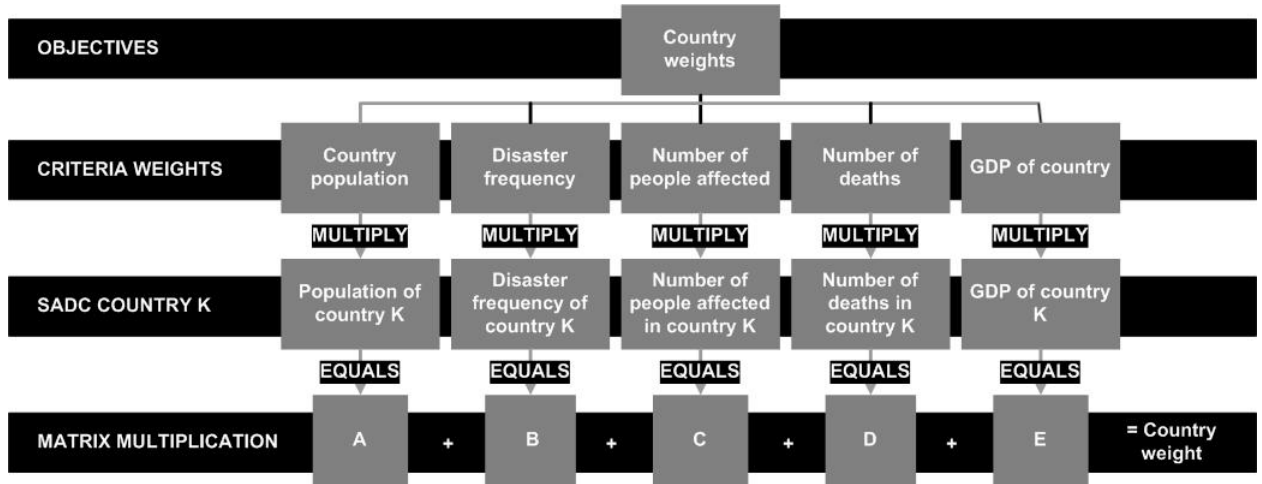 OBJECTIVES
Country
weights
CRITERIA WEIGHTS
Country
population
Disaster
frequency
Number of
people affected
Number of
deaths
GDP of country
MULTIPLY
MULTIPLY
MULTIPLY
MULTIPLY
MULTIPLY
SADC COUNTRY K
Population of
country K
Disaster
frequency of
country K
Number of
people affected
in country K
Number of
deaths in
country K
GDP of country
K
EQUALS
EQUALS
EQUALS
EQUALS
EQUALS
MATRIX MULTIPLICATION
A
+
B
+
C
+
D
+
E
= Country
weight